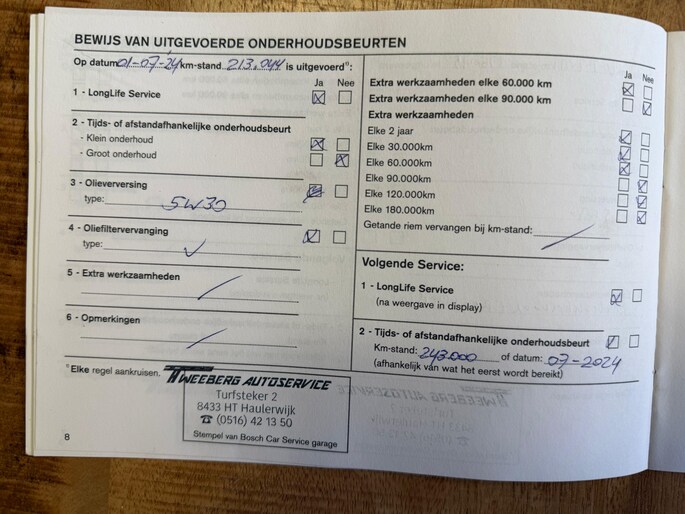 BEWIJS VAN UITGEVOERDE ONDERHOUDSBEURTEN
Op datum 01-07-'24 km-stand 213.044 is uitgevoerd*):
Ja Nee
1 - LongLife Service
2 - Tijds- of afstandafhankelijke onderhoudsbeurt
- Klein onderhoud
- Groot onderhoud
3 - Olieverversing
type: 5W30
4 - Oliefiltervervanging
type:
5 - Extra werkzaamheden
6 - Opmerkingen
*) Elke regel aankruisen.
TWEEBERG AUTOSERVICE
Turfsteker 2
8433 HT Haulerwijk
☎ (0516) 42 13 50
Stempel van Bosch Car Service garage
8
Ja Nee
Extra werkzaamheden elke 60.000 km
Extra werkzaamheden elke 90.000 km
Extra werkzaamheden
Elke 2 jaar
Elke 30.000km
Elke 60.000km
Elke 90.000km
Elke 120.000km
Elke 180.000km
Getande riem vervangen bij km-stand:
Volgende Service:
1 - LongLife Service
(na weergave in display)
2 - Tijds- of afstandafhankelijke onderhoudsbeurt
Km-stand: 243.000 of datum: 07-2024
(afhankelijk van wat het eerst wordt bereikt)